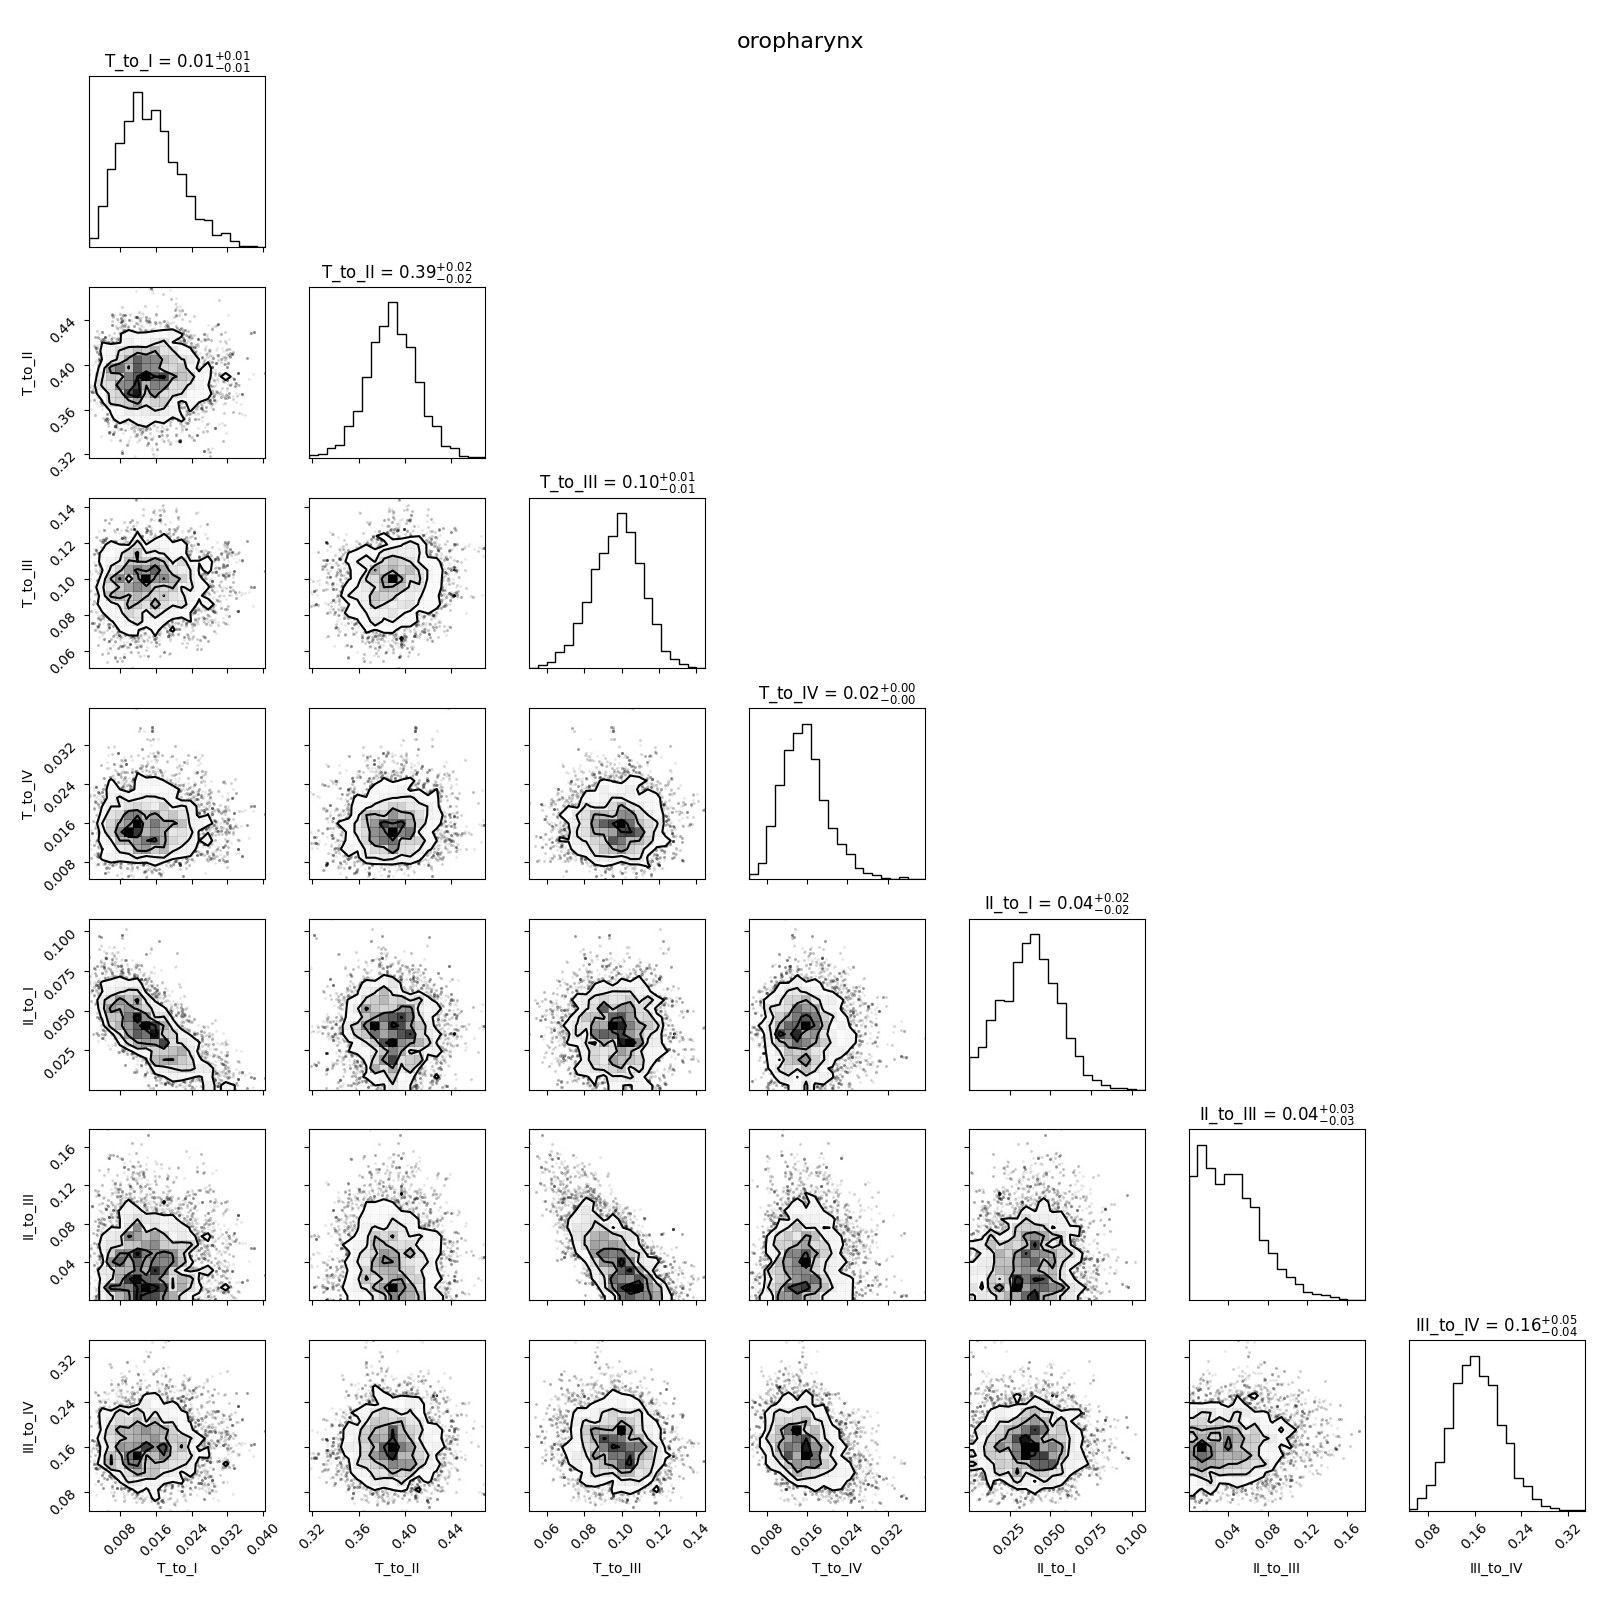 oropharynx
T_to_I = 0.01+0.01 −0.01
T_to_II = 0.39+0.02 −0.02
0.44
0.40
0.36
0.32
T_to_II
T_to_III = 0.10+0.01 −0.01
0.14
0.12
0.10
0.08
0.06
T_to_III
T_to_IV = 0.02+0.00 −0.00
0.032
0.024
0.016
0.008
T_to_IV
II_to_I = 0.04+0.02 −0.02
0.100
0.075
0.050
0.025
II_to_I
II_to_III = 0.04+0.03 −0.03
0.16
0.12
0.08
0.04
II_to_III
III_to_IV = 0.16+0.05 −0.04
0.32
0.24
0.16
0.08
III_to_IV
0.008 0.016 0.024 0.032 0.040 0.32 0.36 0.40 0.44 0.06 0.08 0.10 0.12 0.14 0.008 0.016 0.024 0.032 0.025 0.050 0.075 0.100 0.04 0.08 0.12 0.16 0.08 0.16 0.24 0.32
T_to_I T_to_II T_to_III T_to_IV II_to_I II_to_III III_to_IV